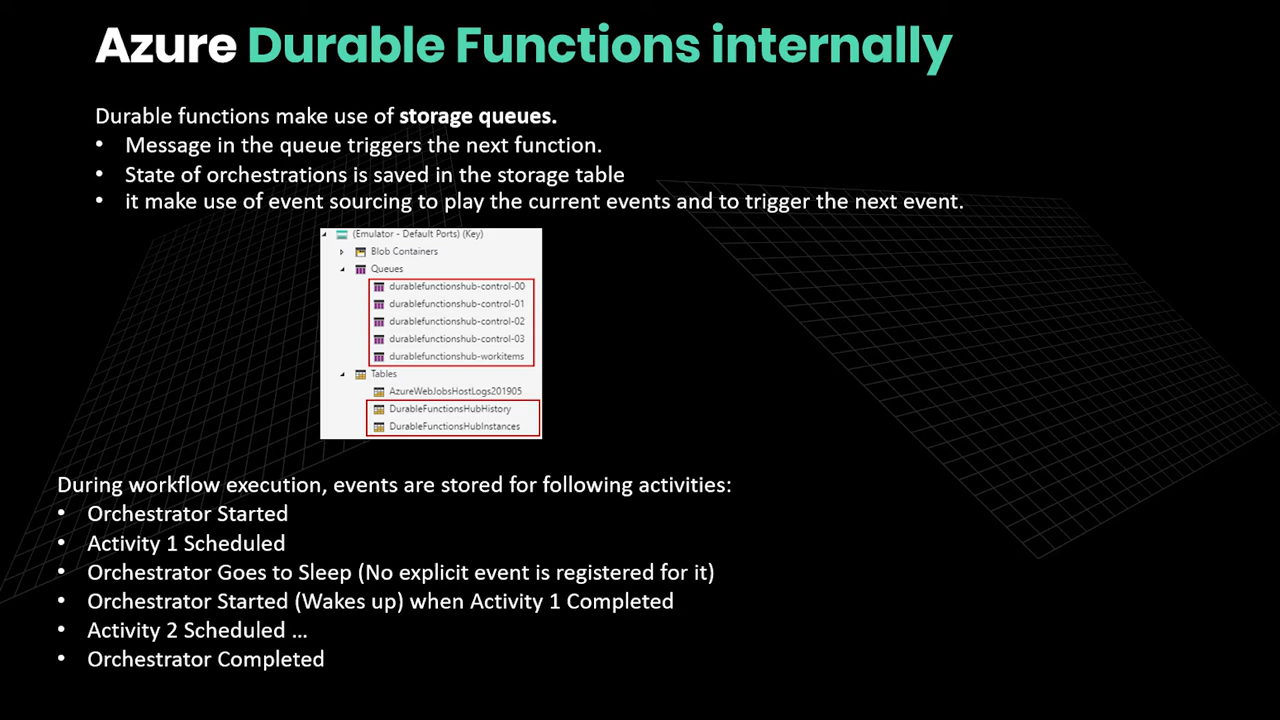 Azure Durable Functions internally
Durable functions make use of storage queues.
• Message in the queue triggers the next function.
• State of orchestrations is saved in the storage table
• it make use of event sourcing to play the current events and to trigger the next event.
(Emulator - Default Ports) (Key)
Blob Containers
Queues
durablefunctionshub-control-00
durablefunctionshub-control-01
durablefunctionshub-control-02
durablefunctionshub-control-03
durablefunctionshub-workitems
Tables
AzureWebJobsHostLogs201905
DurableFunctionsHubHistory
DurableFunctionsHubInstances
During workflow execution, events are stored for following activities:
• Orchestrator Started
• Activity 1 Scheduled
• Orchestrator Goes to Sleep (No explicit event is registered for it)
• Orchestrator Started (Wakes up) when Activity 1 Completed
• Activity 2 Scheduled ...
• Orchestrator Completed